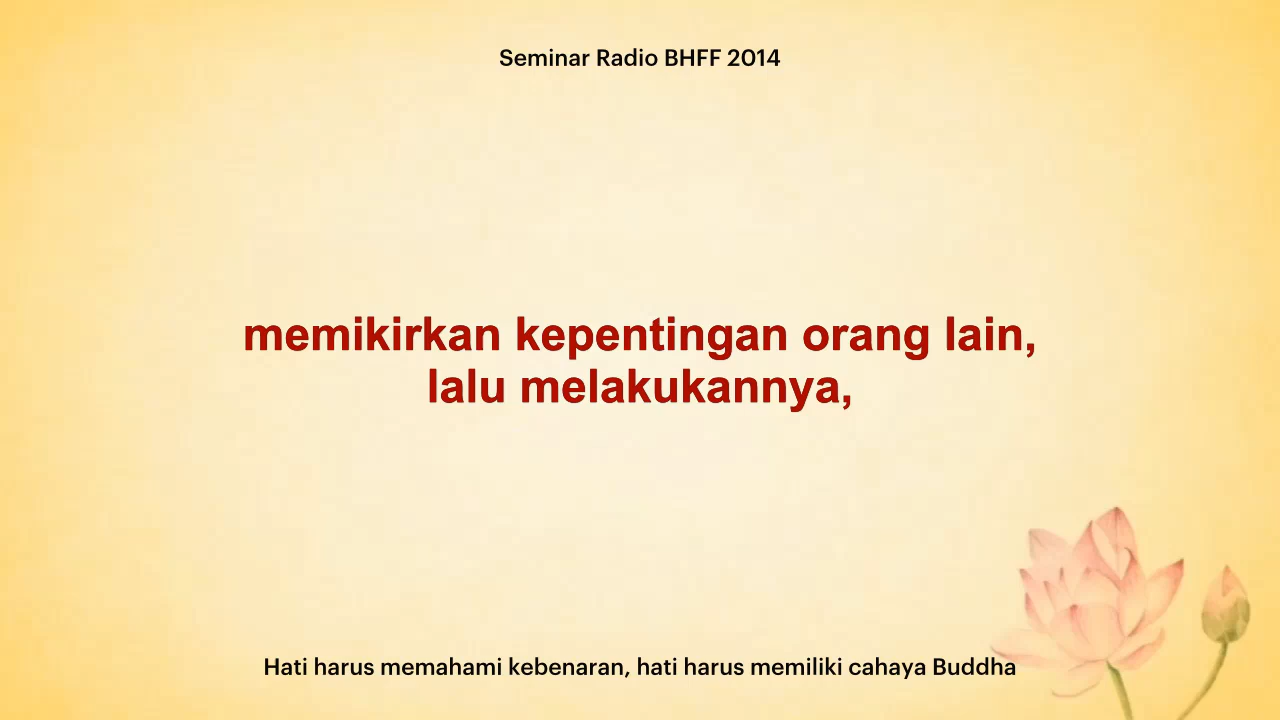 Seminar Radio BHFF 2014
memikirkan kepentingan orang lain,
lalu melakukannya,
Hati harus memahami kebenaran, hati harus memiliki cahaya Buddha